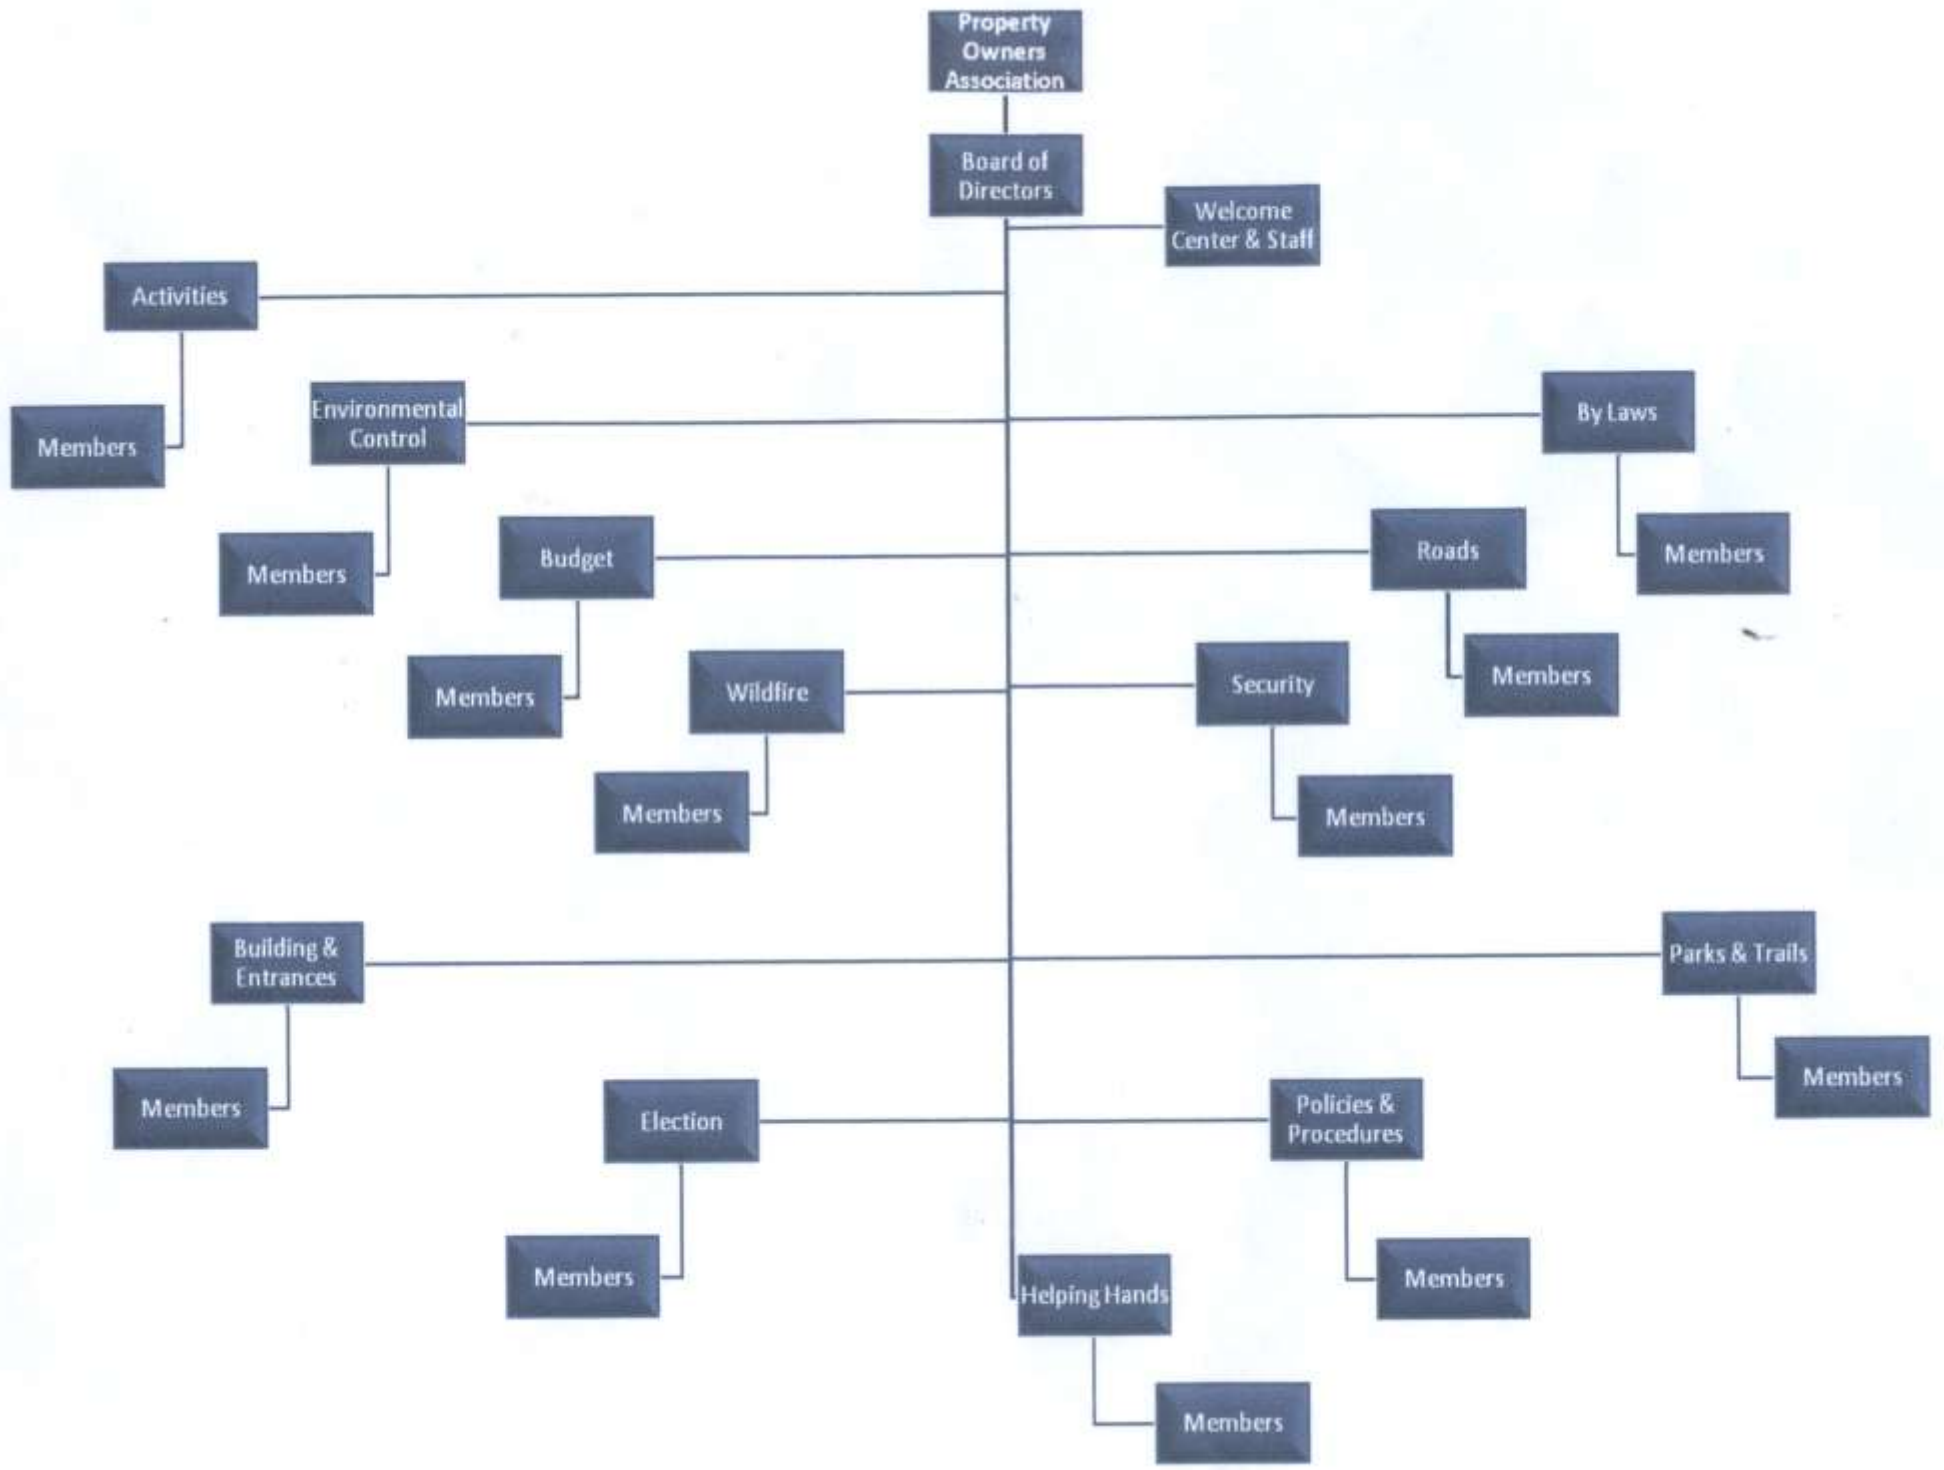 Property
Owners
Association
Board of
Directors
Welcome
Center & Staff
Activities
Members
Environmental
Control
By Laws
Members
Members
Budget
Roads
Members
Members
Wildfire
Security
Members
Members
Building &
Entrances
Parks & Trails
Members
Members
Election
Policies &
Procedures
Members
Members
Helping Hands
Members